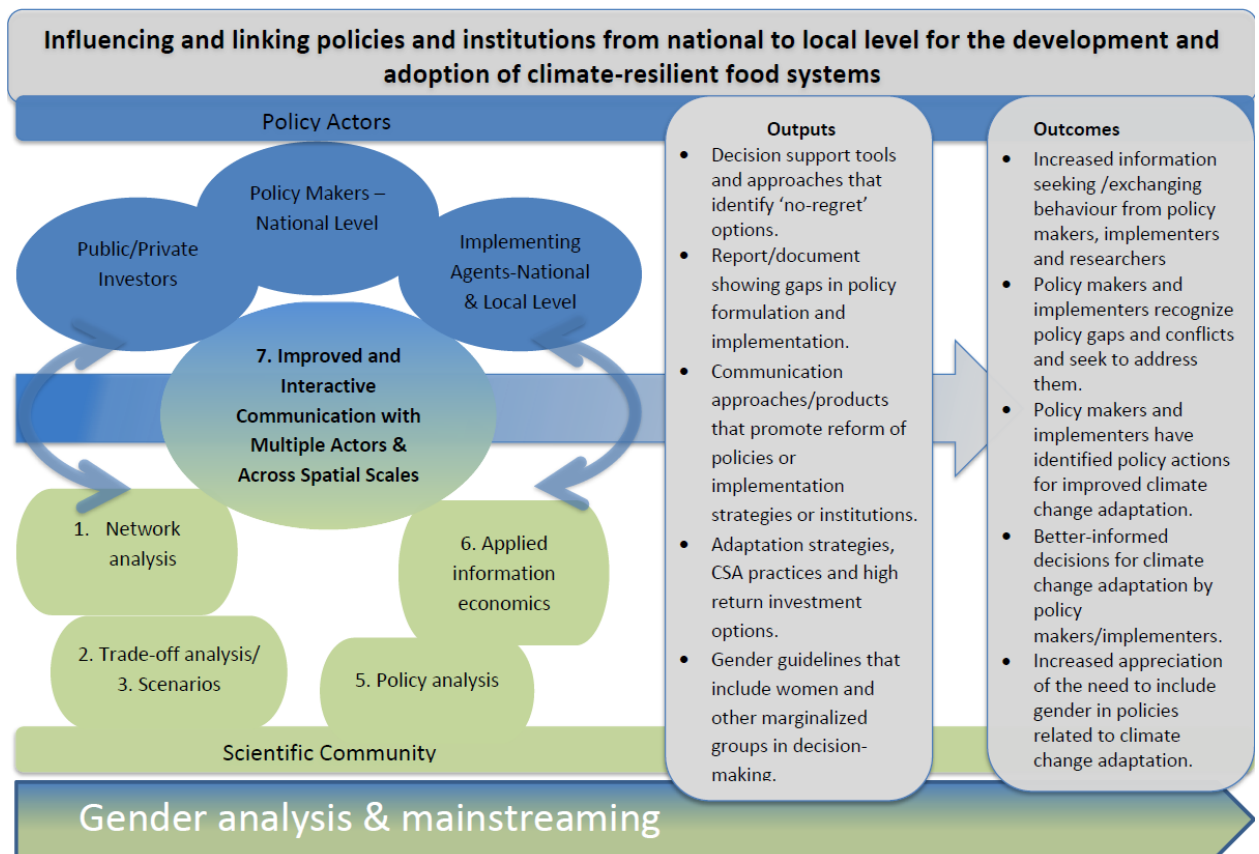 Influencing and linking policies and institutions from national to local level for the development and
adoption of climate-resilient food systems
Policy Actors
Public/Private
Investors
Policy Makers –
National Level
Implementing
Agents-National
& Local Level
7. Improved and
Interactive
Communication with
Multiple Actors &
Across Spatial Scales
1. Network
analysis
2. Trade-off analysis/
3. Scenarios
5. Policy analysis
6. Applied
information
economics
Scientific Community
Outputs
• Decision support tools
and approaches that
identify ‘no-regret’
options.
• Report/document
showing gaps in policy
formulation and
implementation.
• Communication
approaches/products
that promote reform of
policies or
implementation
strategies or institutions.
• Adaptation strategies,
CSA practices and high
return investment
options.
• Gender guidelines that
include women and
other marginalized
groups in decision-
making.
Outcomes
• Increased information
seeking /exchanging
behaviour from policy
makers, implementers
and researchers
• Policy makers and
implementers recognize
policy gaps and conflicts
and seek to address
them.
• Policy makers and
implementers have
identified policy actions
for improved climate
change adaptation.
• Better-informed
decisions for climate
change adaptation by
policy
makers/implementers.
• Increased appreciation
of the need to include
gender in policies
related to climate
change adaptation.
Gender analysis & mainstreaming